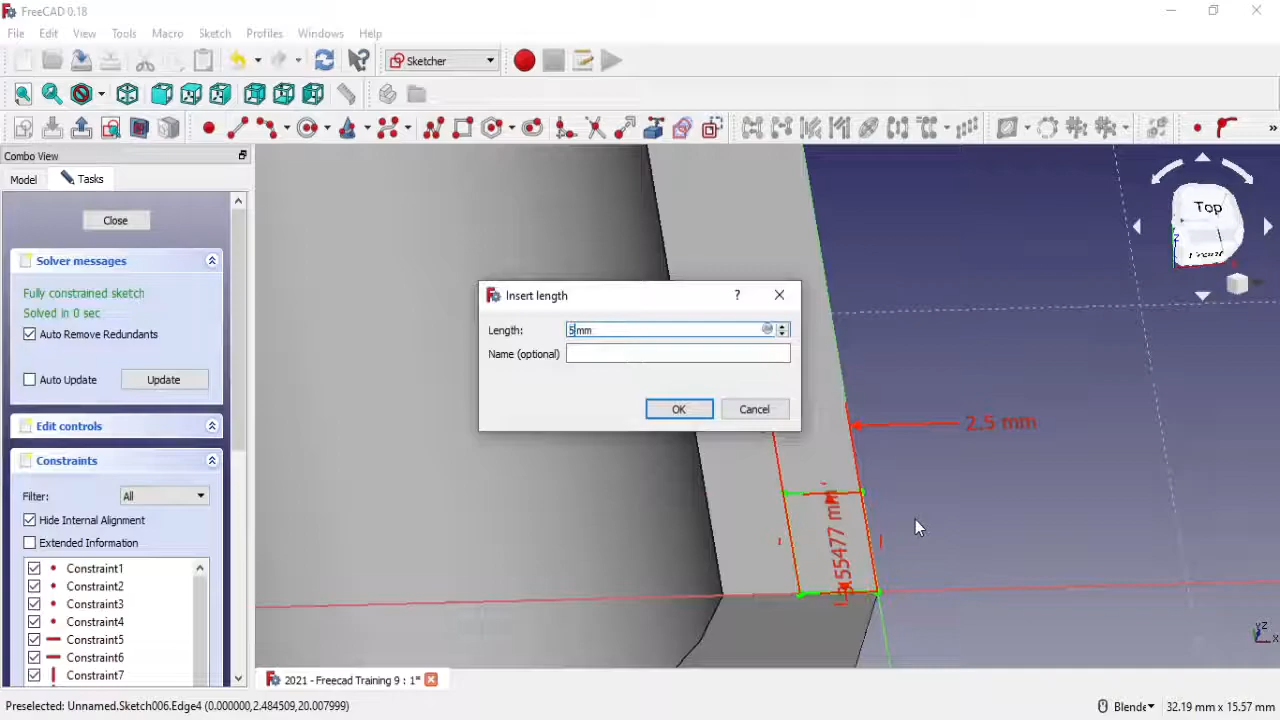 FreeCAD 0.18
File Edit View Tools Macro Sketch Profiles Windows Help
Sketcher
»
Combo View
Model Tasks
Close
Solver messages
Fully constrained sketch
Solved in 0 sec
Auto Remove Redundants
Auto Update Update
Edit controls
Constraints
Filter: All
Hide Internal Alignment
Extended Information
Constraint1
Constraint2
Constraint3
Constraint4
Constraint5
Constraint6
Constraint7
Insert length
?
Length: 5 mm
Name (optional)
OK Cancel
2.5 mm
Top
Z
YZ
X
2021 - Freecad Training 9 : 1*
Preselected: Unnamed.Sketch006.Edge4 (0.000000,2.484509,20.007999)
Blende 32.19 mm x 15.57 mm